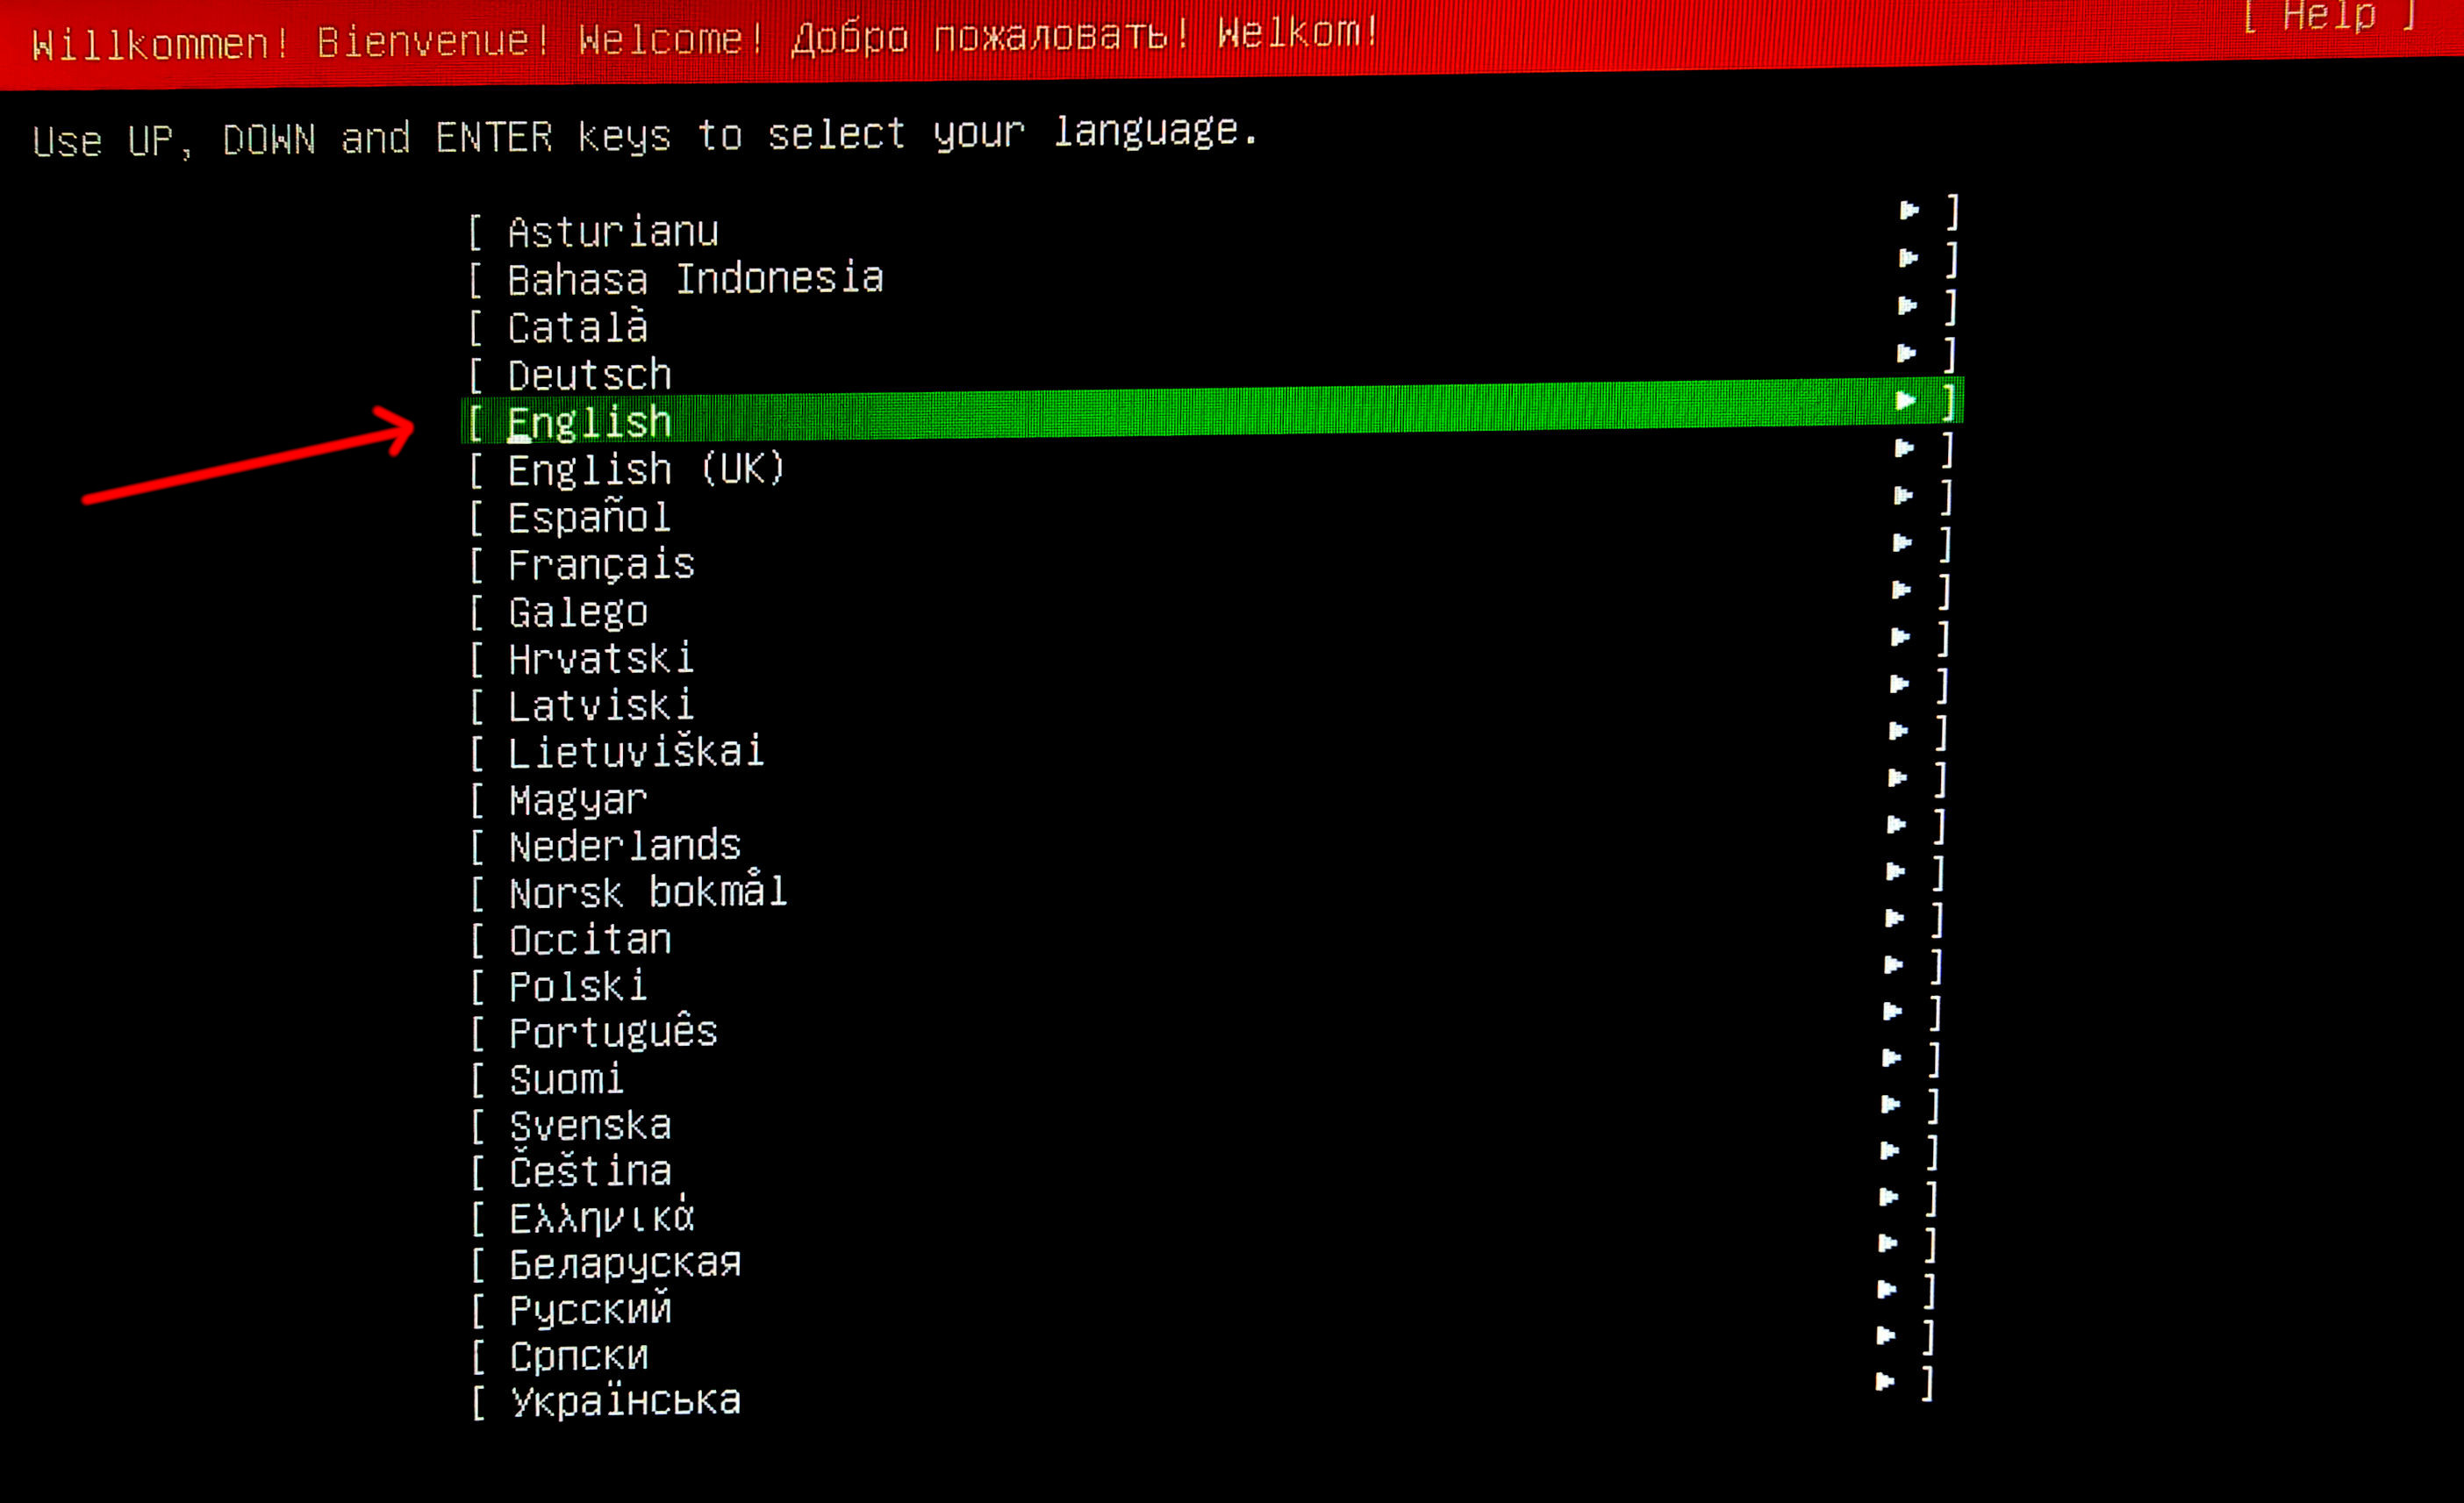 Willkommen! Bienvenue! Welcome! Добро пожаловать! Welkom! [ Help ]
Use UP, DOWN and ENTER keys to select your language.
[ Asturianu ► ]
[ Bahasa Indonesia ► ]
[ Català ► ]
[ Deutsch ► ]
[ English ► ]
[ English (UK) ► ]
[ Español ► ]
[ Français ► ]
[ Galego ► ]
[ Hrvatski ► ]
[ Latviski ► ]
[ Lietuviškai ► ]
[ Magyar ► ]
[ Nederlands ► ]
[ Norsk bokmål ► ]
[ Occitan ► ]
[ Polski ► ]
[ Português ► ]
[ Suomi ► ]
[ Svenska ► ]
[ Čeština ► ]
[ Ελληνικά ► ]
[ Беларуская ► ]
[ Русский ► ]
[ Српски ► ]
[ Українська ► ]